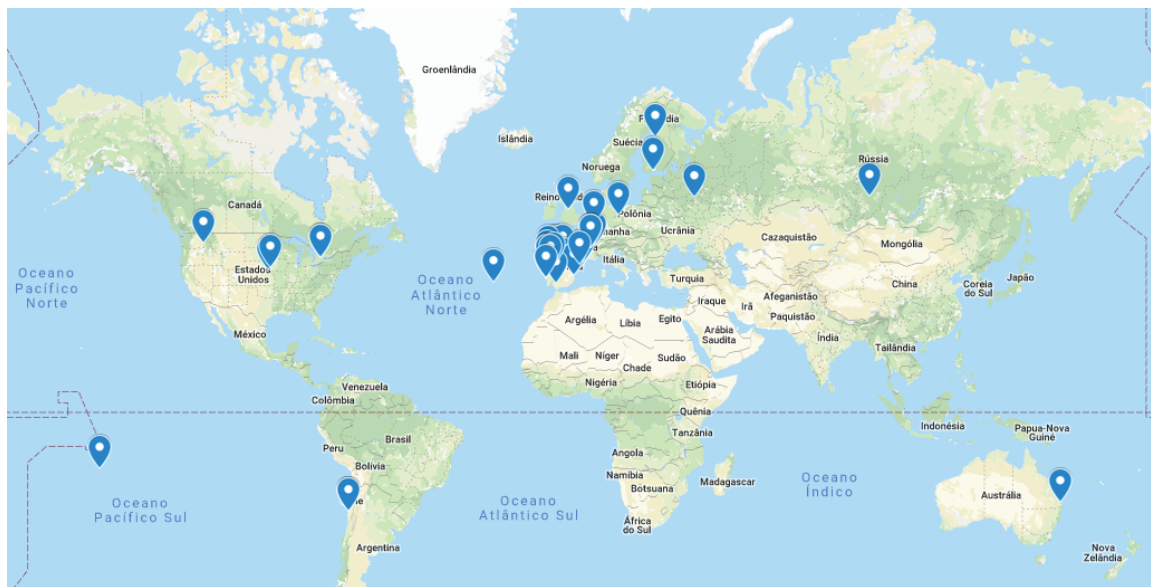 Groenlândia
Islândia
Suécia
Noruega
Rússia
Canadá
Reino
Polônia
Ucrânia
Cazaquistão
Mongólia
Itália
Turquia
Estados
Unidos
Oceano
Pacífico
Norte
Oceano
Atlântico
Norte
China
Coreia
do Sul
Japão
Iraque
Irã
Afeganistão
Paquistão
Argélia
Líbia
Egito
Arábia
Saudita
México
Índia
Mali
Níger
Chade
Sudão
Tailândia
Venezuela
Colômbia
Nigéria
Etiópia
Quênia
Indonésia
Papua-Nova
Guiné
Tanzânia
Peru
Brasil
Bolívia
Angola
Namíbia
Botsuana
Madagascar
Oceano
Índico
Austrália
Oceano
Pacífico Sul
Oceano
Atlântico Sul
África
do Sul
Argentina
Nova
Zelândia